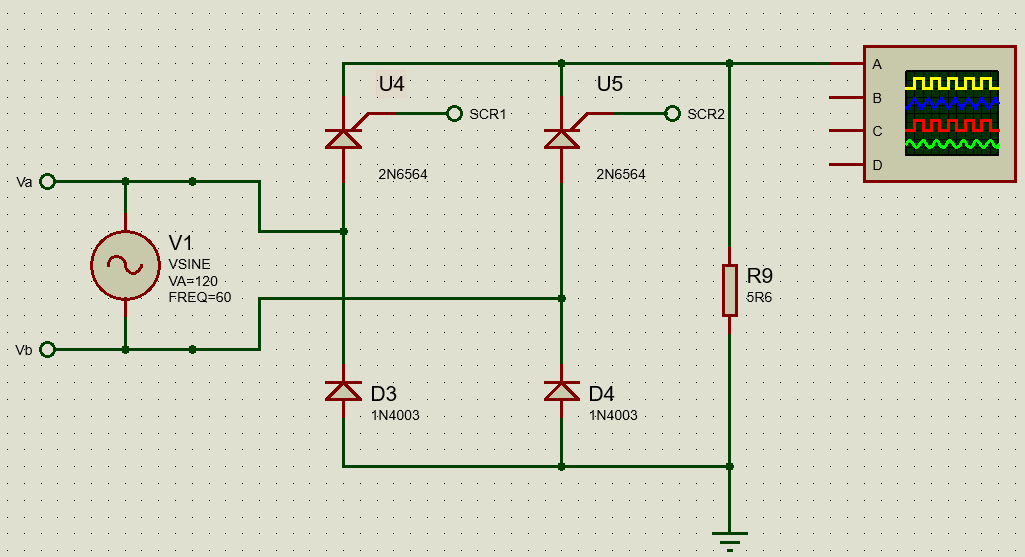 U4
U5
A
B
C
D
SCR1
SCR2
2N6564
2N6564
Va
V1
VSINE
VA=120
FREQ=60
R9
5R6
Vb
D3
1N4003
D4
1N4003